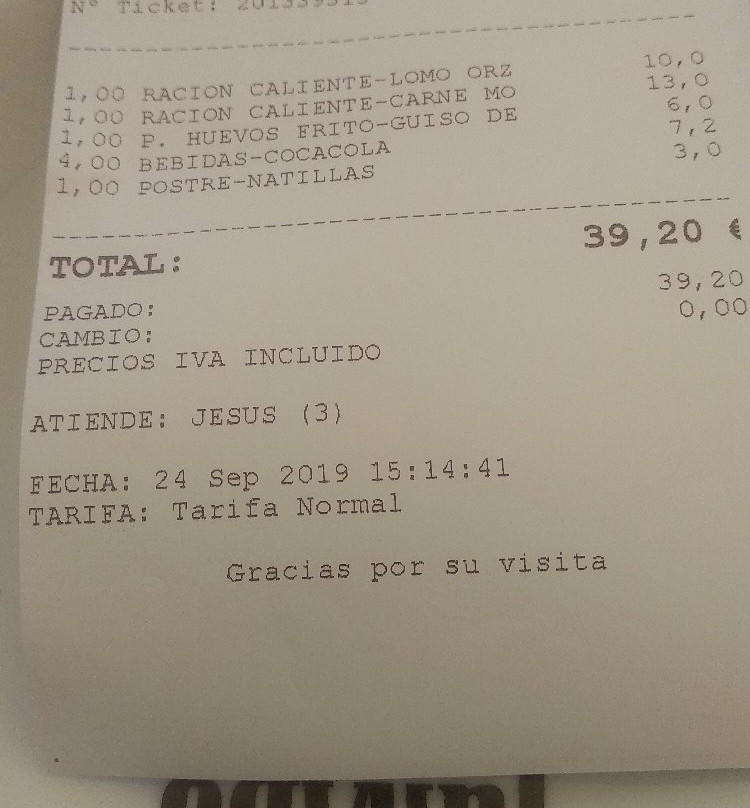 Nº Ticket:
1,00 RACION CALIENTE-LOMO ORZ 10,0
1,00 RACION CALIENTE-CARNE MO 13,0
1,00 P. HUEVOS FRITO-GUISO DE 6,0
4,00 BEBIDAS-COCACOLA 7,2
1,00 POSTRE-NATILLAS 3,0
TOTAL: 39,20 €
PAGADO: 39,20
CAMBIO: 0,00
PRECIOS IVA INCLUIDO
ATIENDE: JESUS (3)
FECHA: 24 Sep 2019 15:14:41
TARIFA: Tarifa Normal
Gracias por su visita